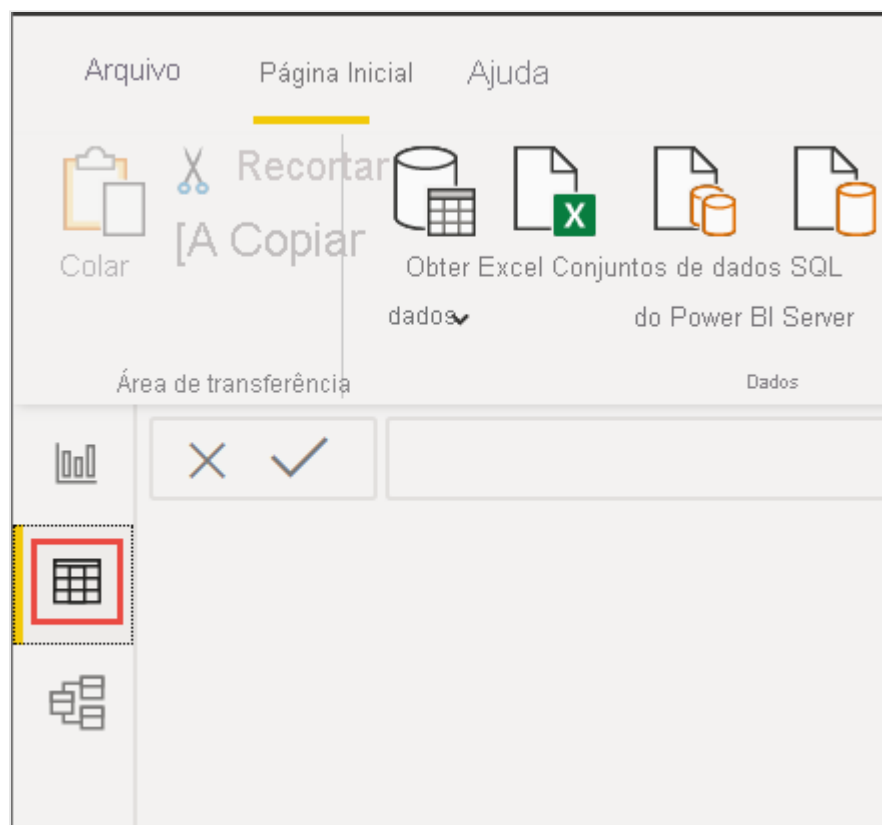 Arquivo Página Inicial Ajuda
Recortar
[A Copiar
Colar
Obter Excel Conjuntos de dados SQL
dados do Power BI Server
Área de transferência Dados